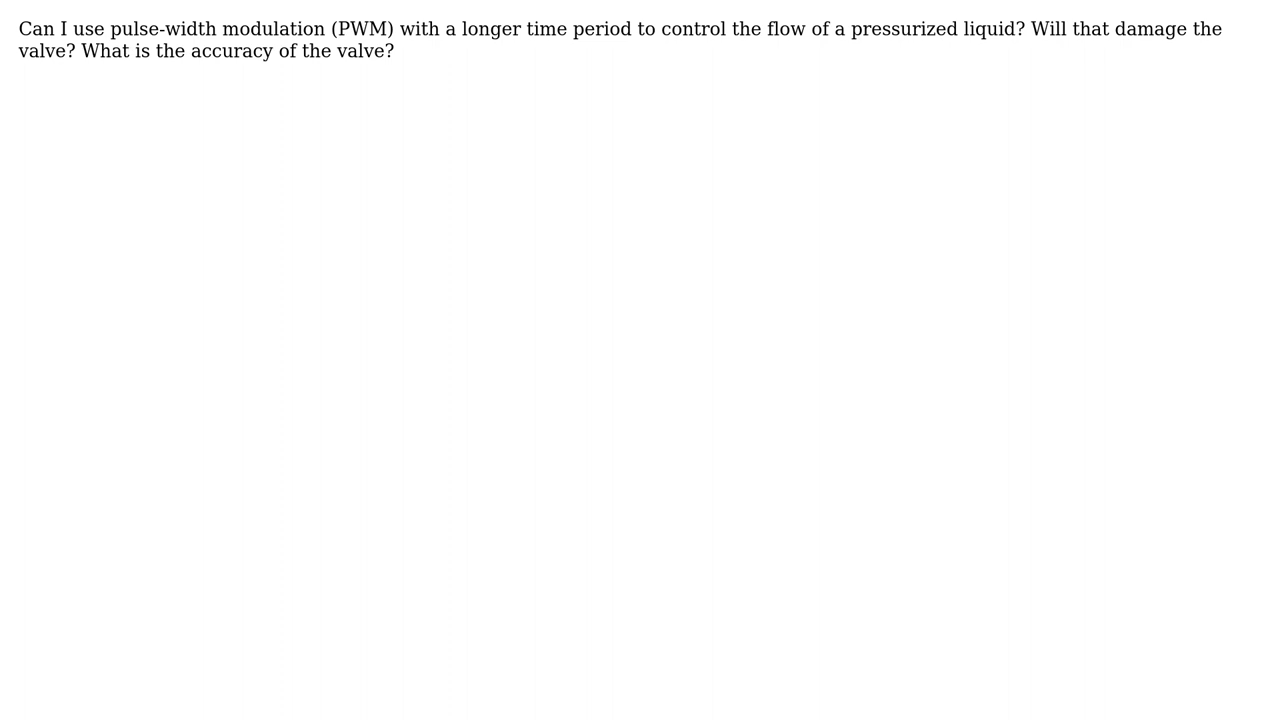 Can I use pulse-width modulation (PWM) with a longer time period to control the flow of a pressurized liquid? Will that damage the
valve? What is the accuracy of the valve?